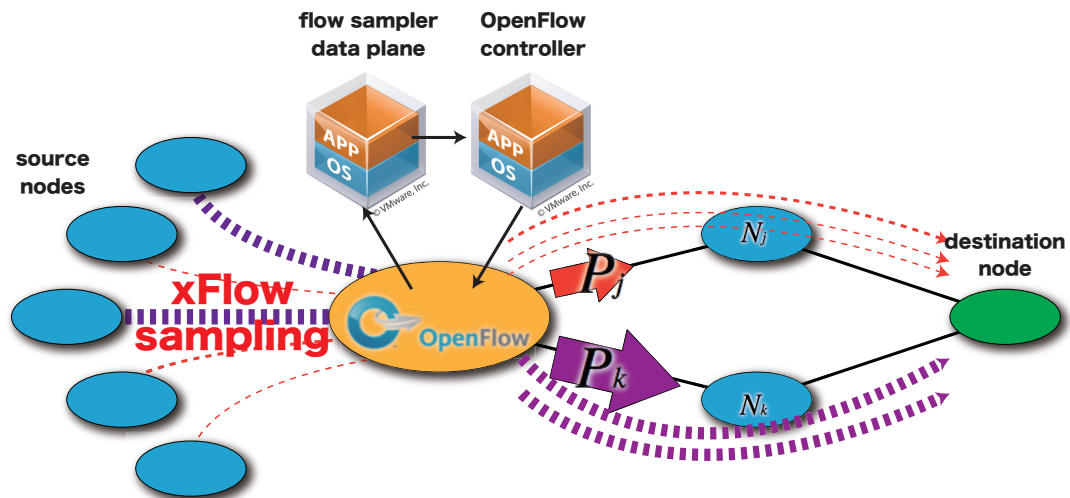 flow sampler
data plane
OpenFlow
controller
APP
OS
© VMware, Inc.
APP
OS
© VMware, Inc.
source
nodes
xFlow
sampling
OpenFlow
Pj
Pk
Nj
Nk
destination
node